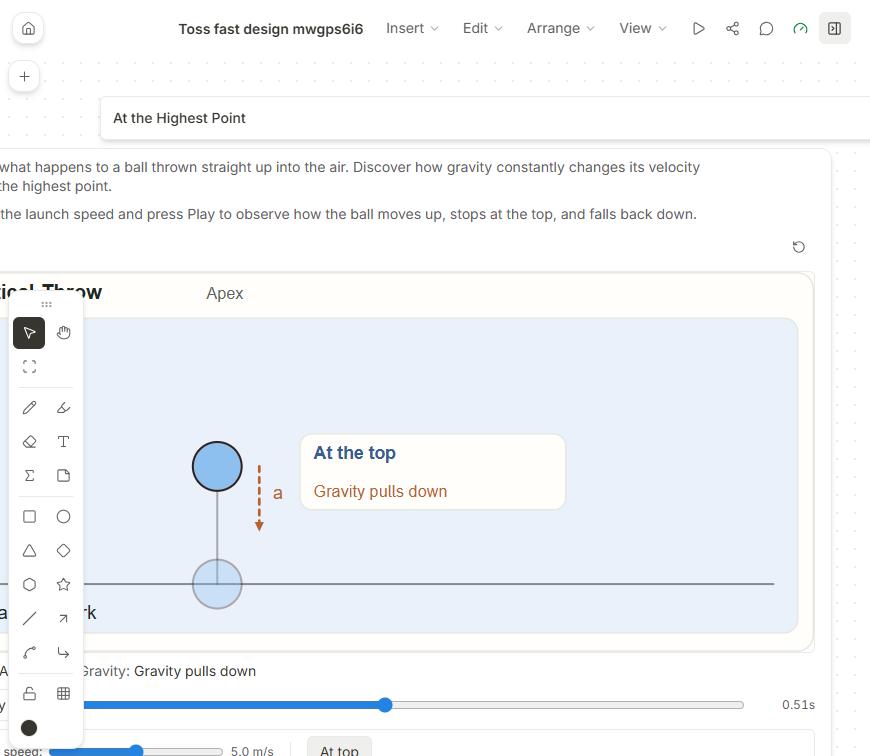 Toss fast design mwgps6i6 Insert Edit Arrange View
At the Highest Point
what happens to a ball thrown straight up into the air. Discover how gravity constantly changes its velocity
the highest point.
the launch speed and press Play to observe how the ball moves up, stops at the top, and falls back down.
Throw Apex
At the top
a
Gravity pulls down
Gravity: Gravity pulls down
0.51s
speed: 5.0 m/s At top